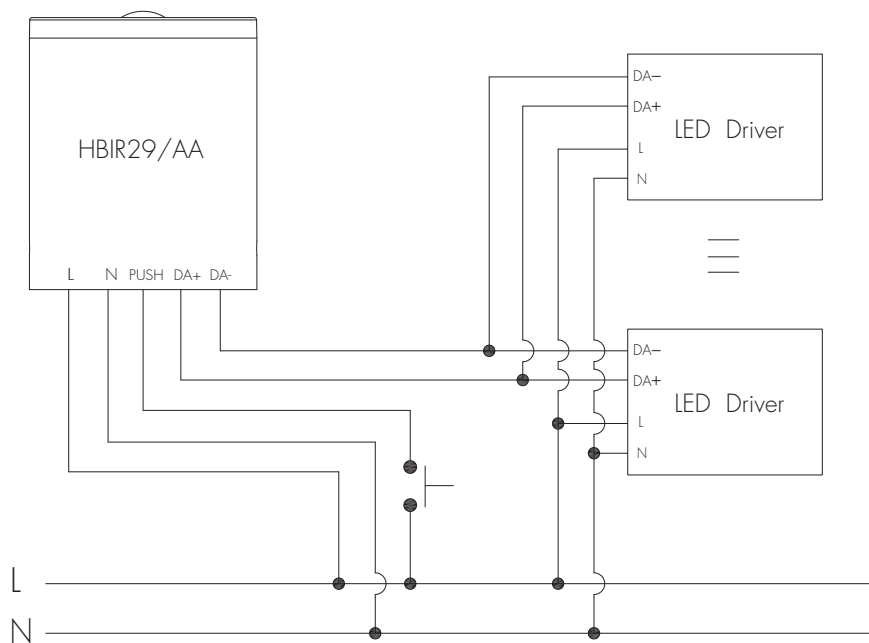 HBIR29/AA
L N PUSH DA+ DA-
DA−
DA+
L
N
LED Driver
DA−
DA+
L
N
LED Driver
L
N